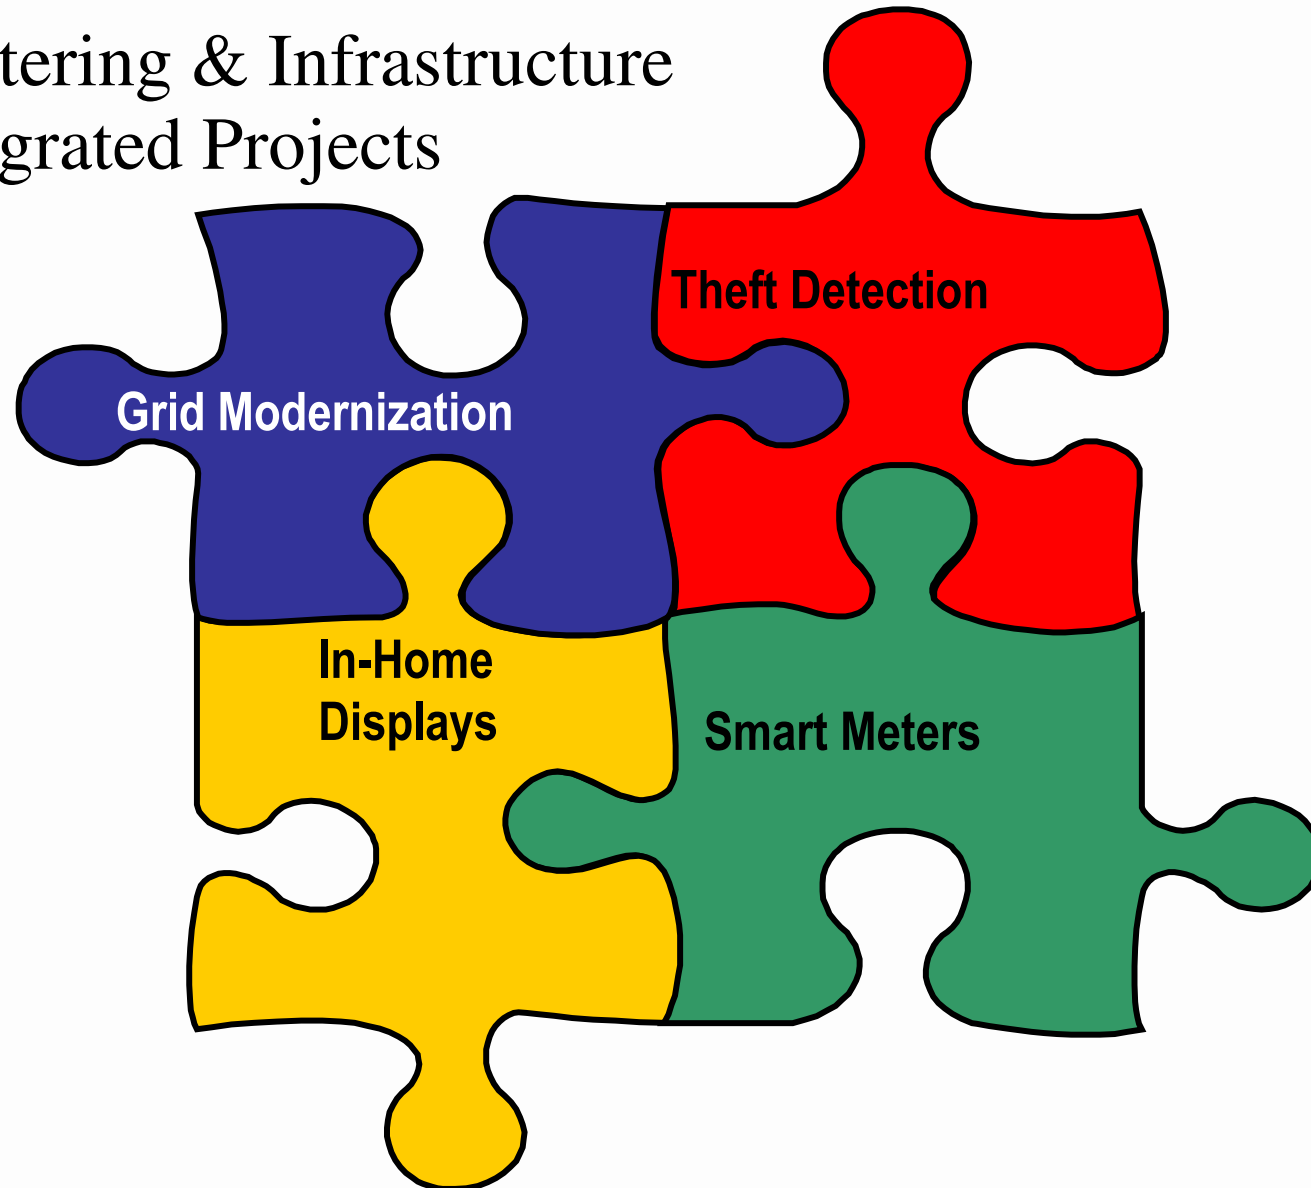 tering & Infrastructure
grated Projects
Theft Detection
Grid Modernization
In-Home
Displays
Smart Meters